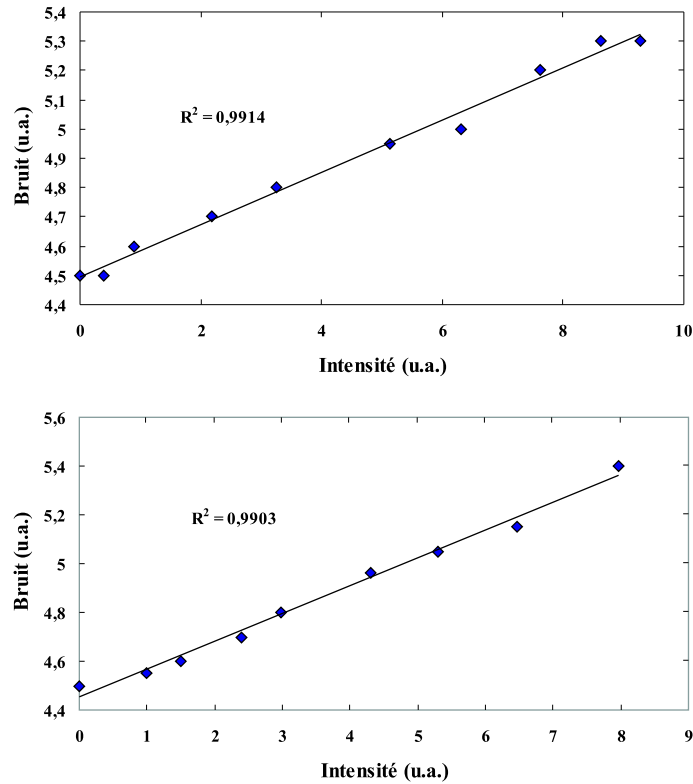 5,4
5,3
5,2
5,1
5
4,9
4,8
4,7
4,6
4,5
4,4
Bruit (u.a.)
R² = 0,9914
0 2 4 6 8 10
Intensité (u.a.)
5,6
5,4
5,2
5
4,8
4,6
4,4
Bruit (u.a.)
R² = 0,9903
0 1 2 3 4 5 6 7 8 9
Intensité (u.a.)